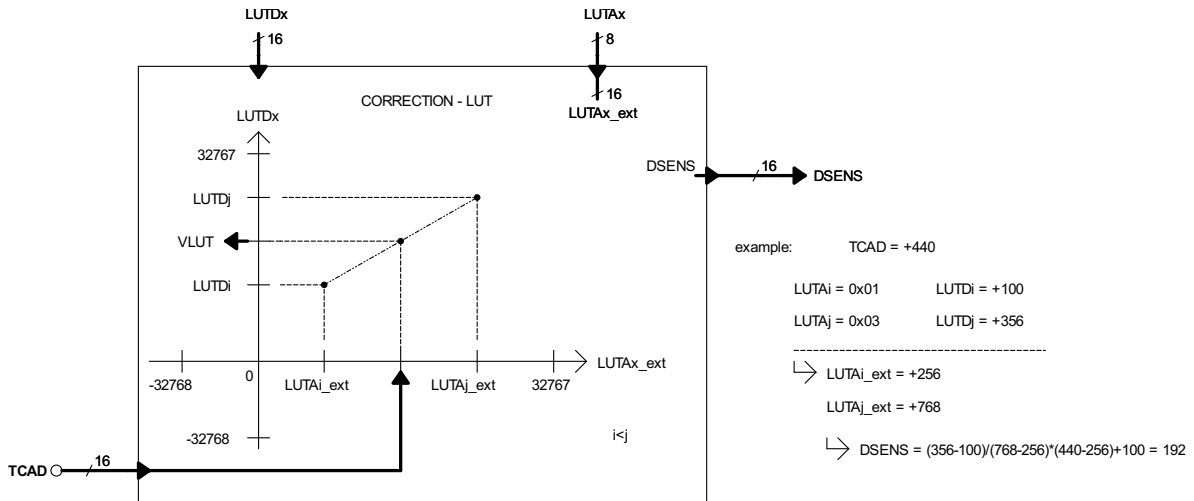 LUTDx
16
LUTAx
8
16
LUTAx_ext
CORRECTION - LUT
LUTDx
32767
LUTDj
VLUT
LUTDi
-32768
0
LUTAi_ext
LUTAj_ext
32767
LUTAx_ext
-32768
i<j
TCAD
16
DSENS
16
DSENS
example: TCAD = +440
LUTAi = 0x01 LUTDi = +100
LUTAj = 0x03 LUTDj = +356
LUTAi_ext = +256
LUTAj_ext = +768
DSENS = (356-100)/(768-256)*(440-256)+100 = 192